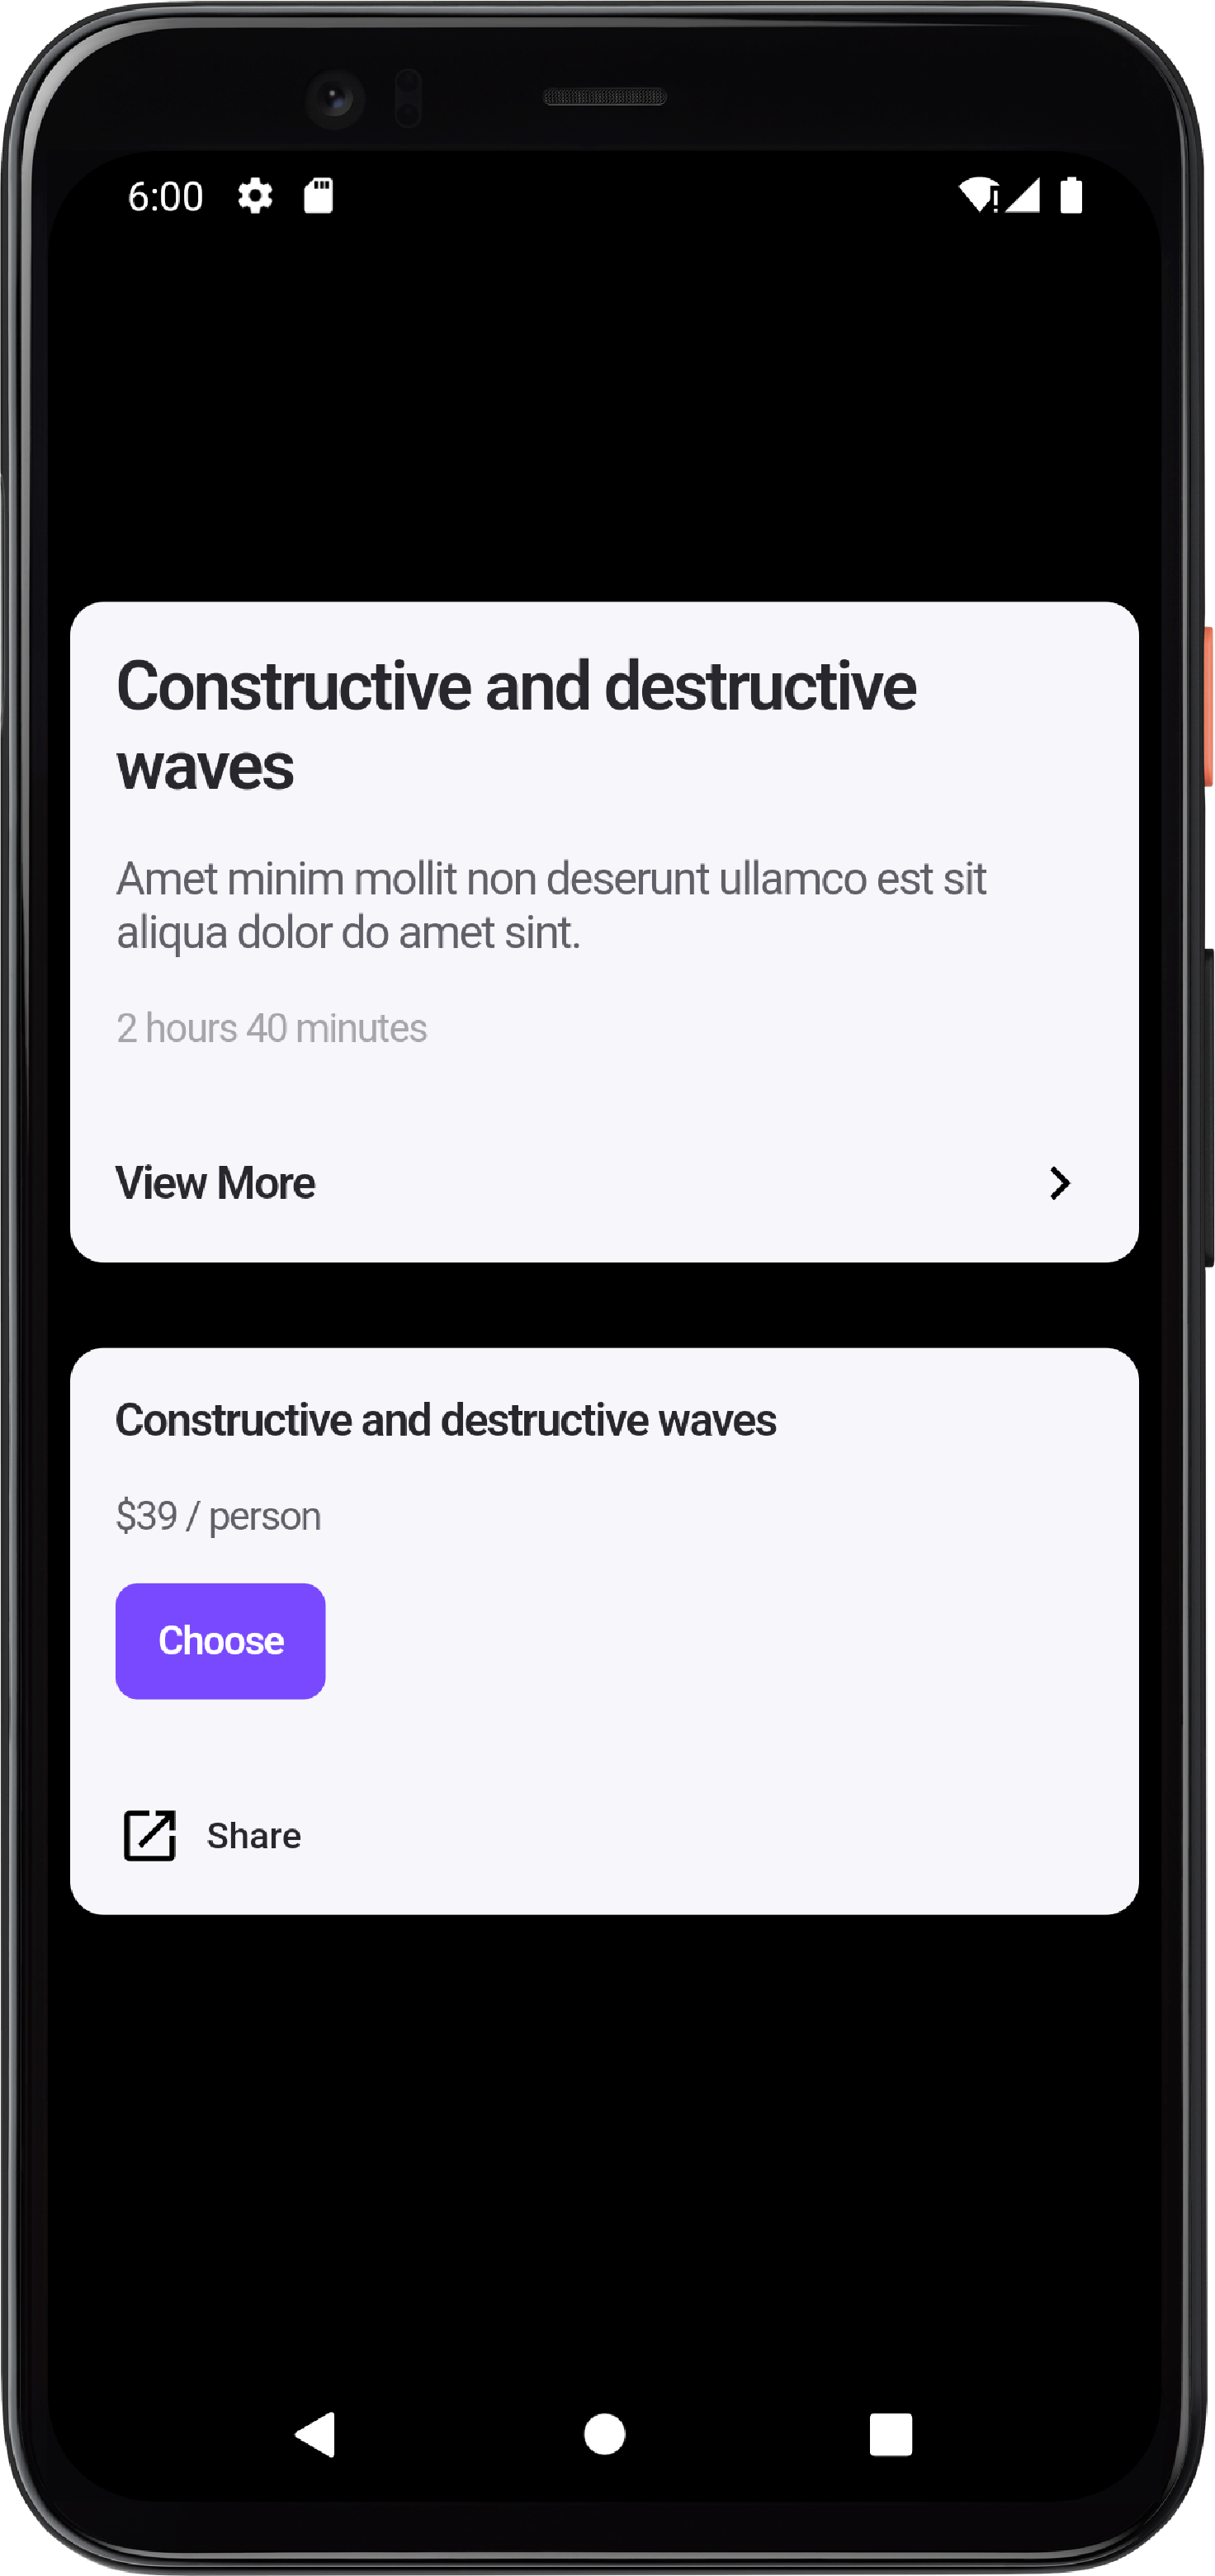 6:00
Constructive and destructive
waves
Amet minim mollit non deserunt ullamco est sit
aliqua dolor do amet sint.
2 hours 40 minutes
View More
Constructive and destructive waves
$39 / person
Choose
Share